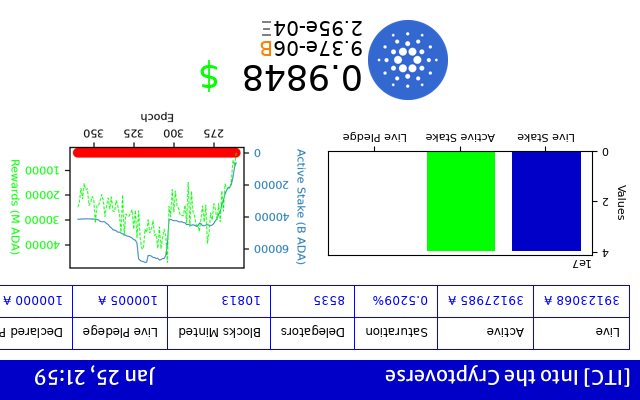 [ITC] Into the Cryptoverse
Jan 25, 21:59
Live Active Saturation Delegators Blocks Minted Live Pledege Declared P
39123068 ₳ 39127985 ₳ 0.5209% 8535 10813 100005 ₳ 100000 ₳
1e7
4
2
0
Values
Live Stake Active Stake Live Pledge
Active Stake (B ADA)
60000
40000
20000
0
40000
30000
20000
10000
Rewards (M ADA)
275 300 325 350
Epoch
0.9848 $
9.37e-06B
2.95e-04Ξ